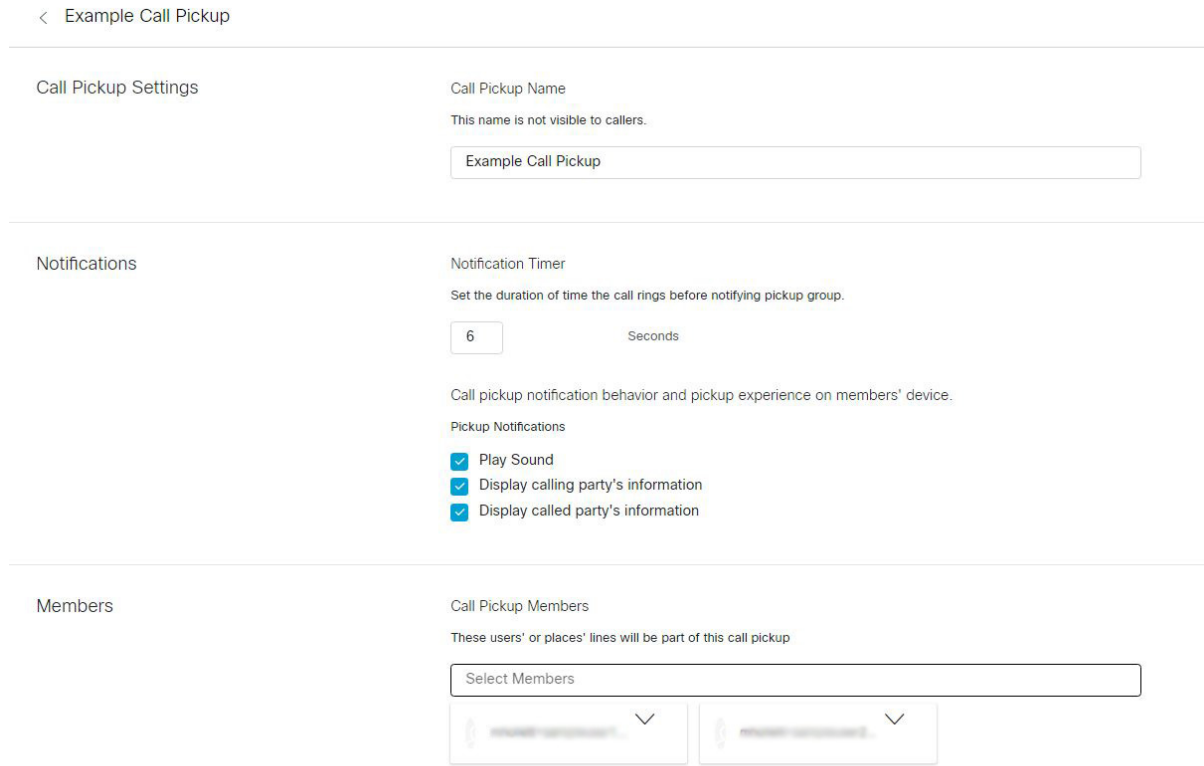 Example Call Pickup
Call Pickup Settings
Call Pickup Name
This name is not visible to callers.
Example Call Pickup
Notifications
Notification Timer
Set the duration of time the call rings before notifying pickup group.
6 Seconds
Call pickup notification behavior and pickup experience on members' device.
Pickup Notifications
Play Sound
Display calling party's information
Display called party's information
Members
Call Pickup Members
These users' or places' lines will be part of this call pickup
Select Members